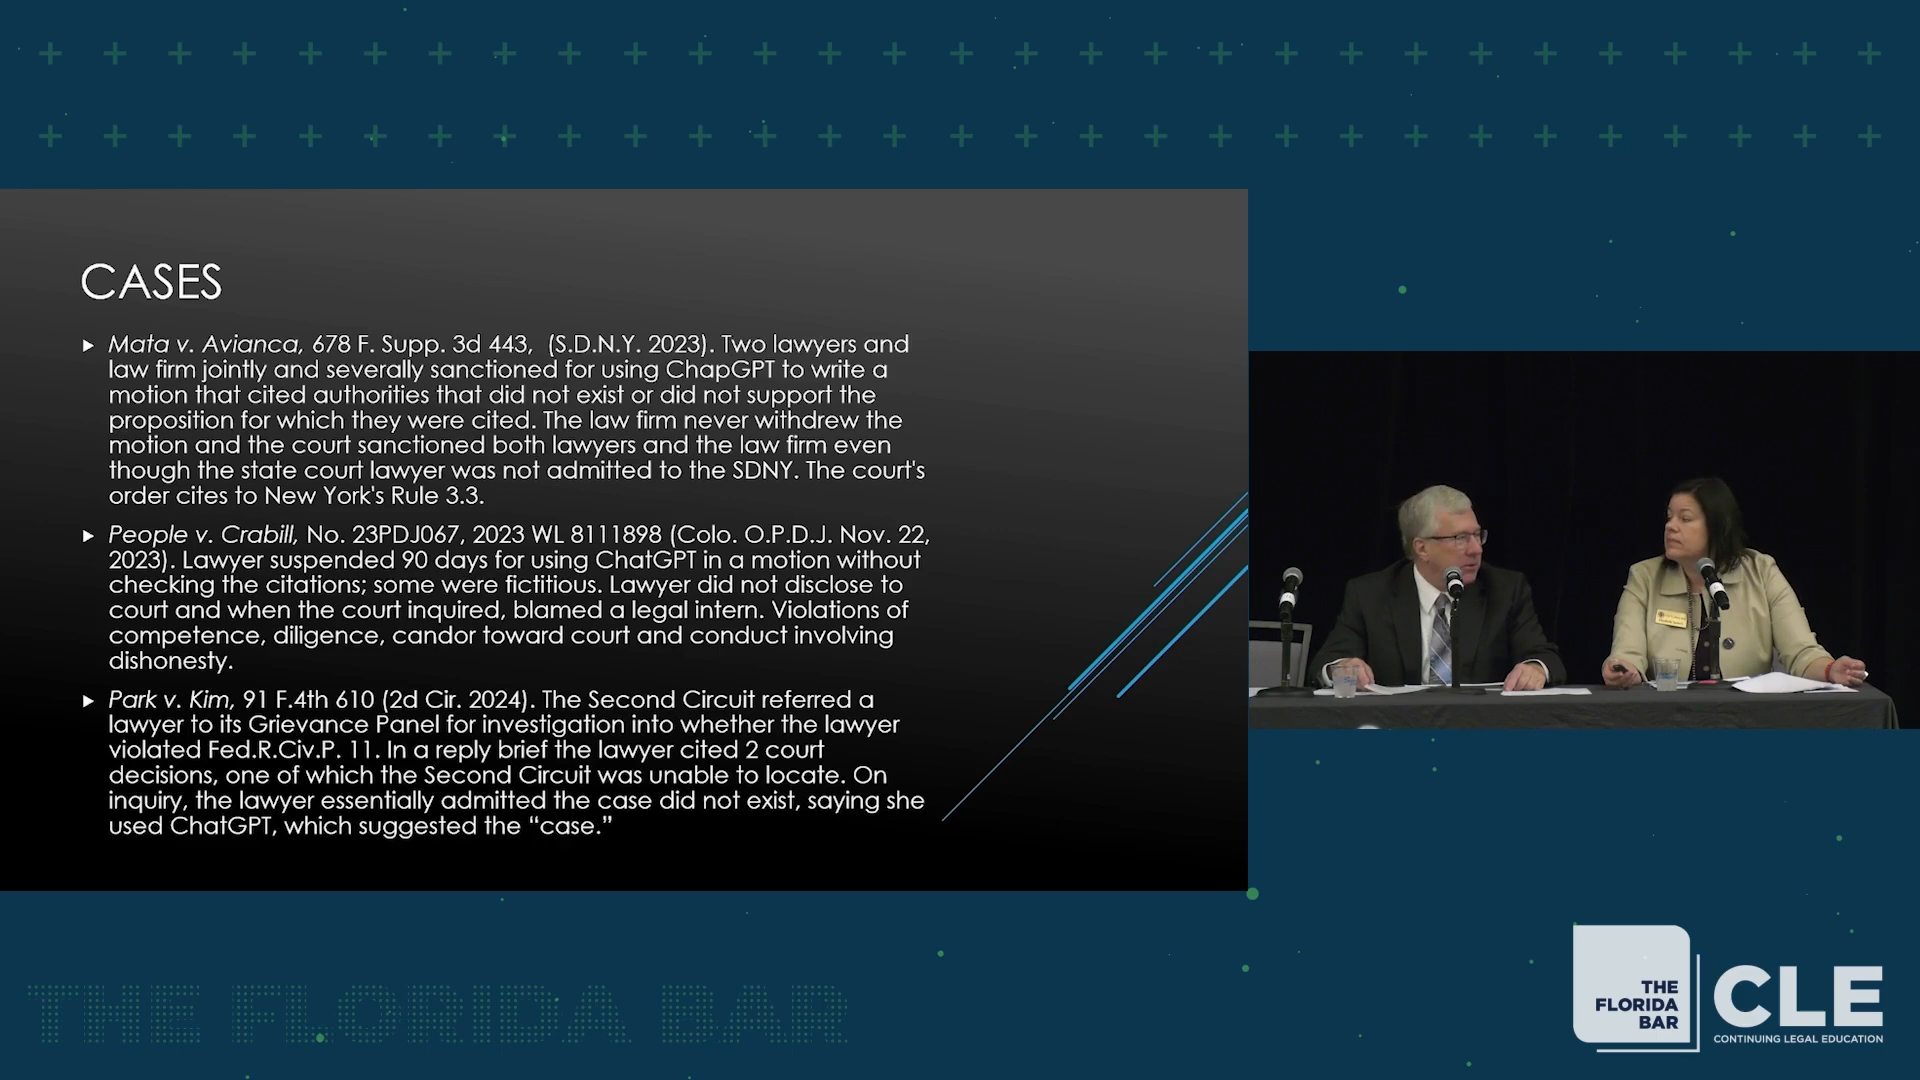 CASES
Mata v. Avianca, 678 F. Supp. 3d 443, (S.D.N.Y. 2023). Two lawyers and
law firm jointly and severally sanctioned for using ChapGPT to write a
motion that cited authorities that did not exist or did not support the
proposition for which they were cited. The law firm never withdrew the
motion and the court sanctioned both lawyers and the law firm even
though the state court lawyer was not admitted to the SDNY. The court's
order cites to New York's Rule 3.3.
People v. Crabill, No. 23PDJ067, 2023 WL 8111898 (Colo. O.P.D.J. Nov. 22,
2023). Lawyer suspended 90 days for using ChatGPT in a motion without
checking the citations; some were fictitious. Lawyer did not disclose to
court and when the court inquired, blamed a legal intern. Violations of
competence, diligence, candor toward court and conduct involving
dishonesty.
Park v. Kim, 91 F.4th 610 (2d Cir. 2024). The Second Circuit referred a
lawyer to its Grievance Panel for investigation into whether the lawyer
violated Fed.R.Civ.P. 11. In a reply brief the lawyer cited 2 court
decisions, one of which the Second Circuit was unable to locate. On
inquiry, the lawyer essentially admitted the case did not exist, saying she
used ChatGPT, which suggested the “case.”
THE FLORIDA BAR
THE
FLORIDA
BAR
CLE
CONTINUING LEGAL EDUCATION